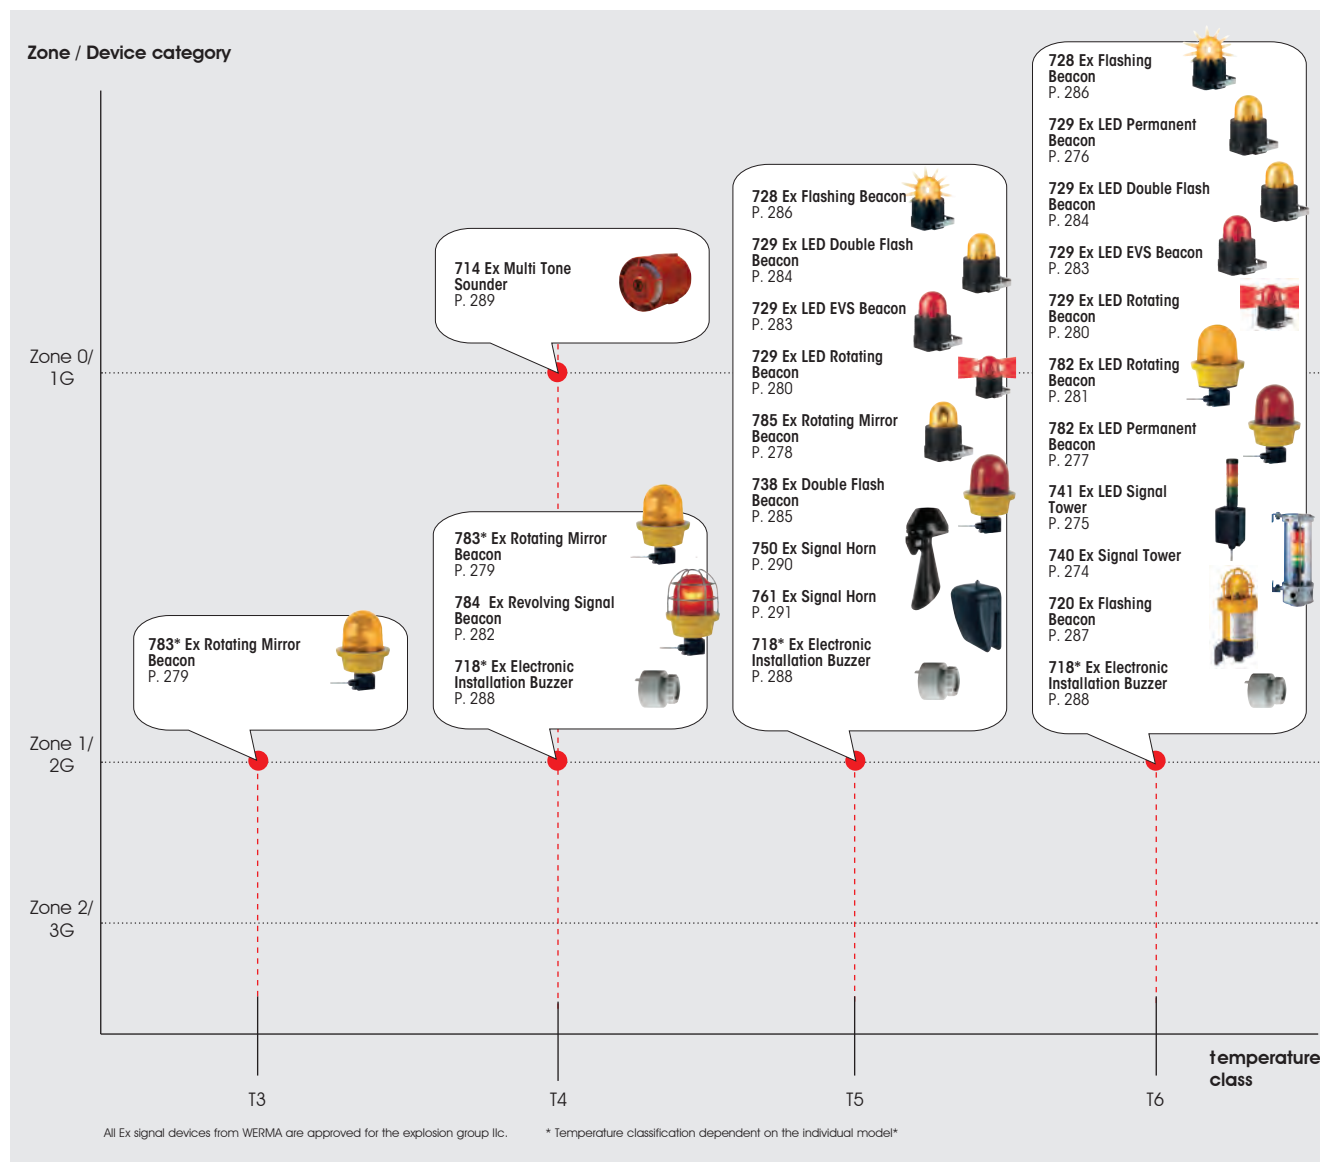 Zone / Device category
728 Ex Flashing
Beacon
P. 286
729 Ex LED Permanent
Beacon
P. 276
729 Ex LED Double Flash
Beacon
P. 284
729 Ex LED EVS Beacon
P. 283
729 Ex LED Rotating
Beacon
P. 280
782 Ex LED Rotating
Beacon
P. 281
782 Ex LED Permanent
Beacon
P. 277
741 Ex LED Signal
Tower
P. 275
740 Ex Signal Tower
P. 274
720 Ex Flashing
Beacon
P. 287
718* Ex Electronic
Installation Buzzer
P. 288
728 Ex Flashing Beacon
P. 286
729 Ex LED Double Flash
Beacon
P. 284
729 Ex LED EVS Beacon
P. 283
729 Ex LED Rotating
Beacon
P. 280
785 Ex Rotating Mirror
Beacon
P. 278
738 Ex Double Flash
Beacon
P. 285
750 Ex Signal Horn
P. 290
761 Ex Signal Horn
P. 291
718* Ex Electronic
Installation Buzzer
P. 288
714 Ex Multi Tone
Sounder
P. 289
Zone 0/
1G
783* Ex Rotating Mirror
Beacon
P. 279
784 Ex Revolving Signal
Beacon
P. 282
718* Ex Electronic
Installation Buzzer
P. 288
783* Ex Rotating Mirror
Beacon
P. 279
Zone 1/
2G
Zone 2/
3G
temperature
class
T3
T4
T5
T6
All Ex signal devices from WERMA are approved for the explosion group IIc.
* Temperature classification dependent on the individual model*